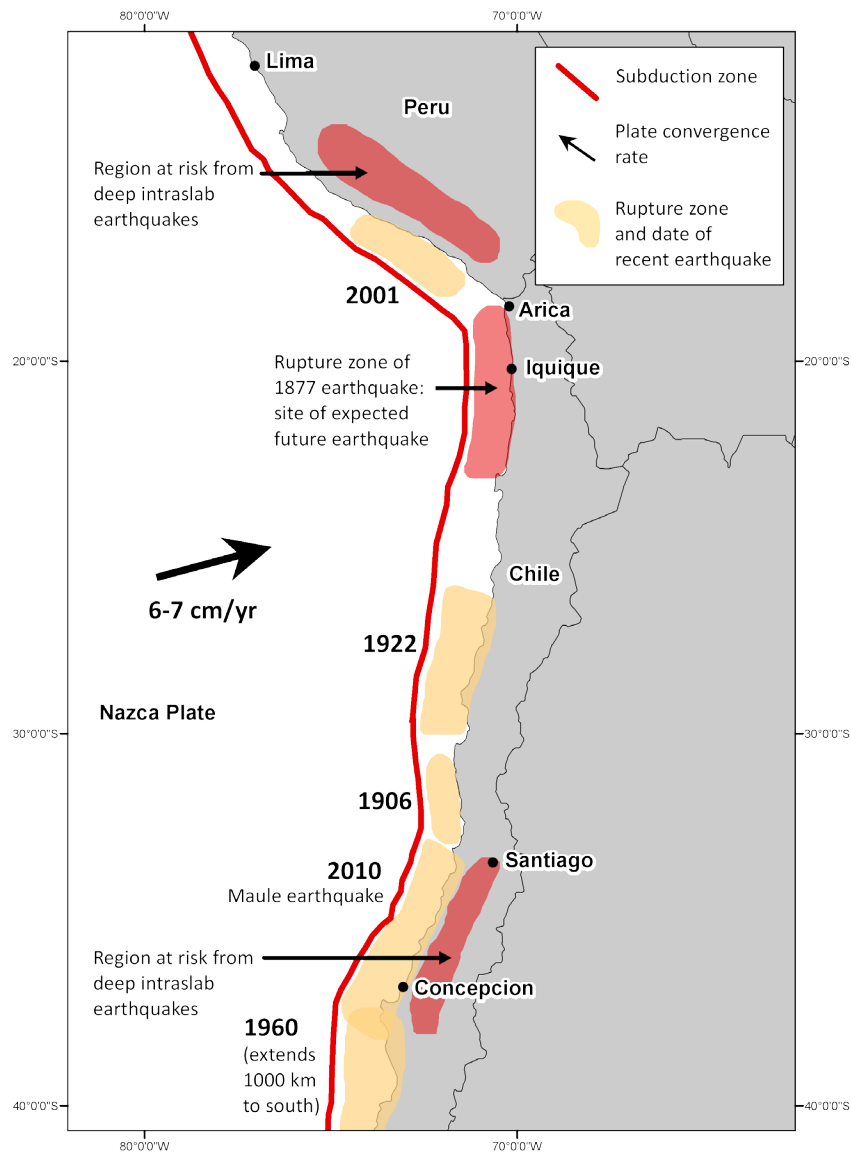 80°0'0"W
70°0'0"W
Lima
Peru
Subduction zone
Plate convergence
rate
Rupture zone
and date of
recent earthquake
Region at risk from
deep intraslab
earthquakes
2001
Arica
20°0'0"S
20°0'0"S
Rupture zone of
1877 earthquake:
site of expected
future earthquake
Iquique
6-7 cm/yr
Chile
1922
Nazca Plate
30°0'0"S
30°0'0"S
1906
2010
Maule earthquake
Santiago
Region at risk from
deep intraslab
earthquakes
Concepcion
1960
(extends
1000 km
to south)
40°0'0"S
40°0'0"S
80°0'0"W
70°0'0"W